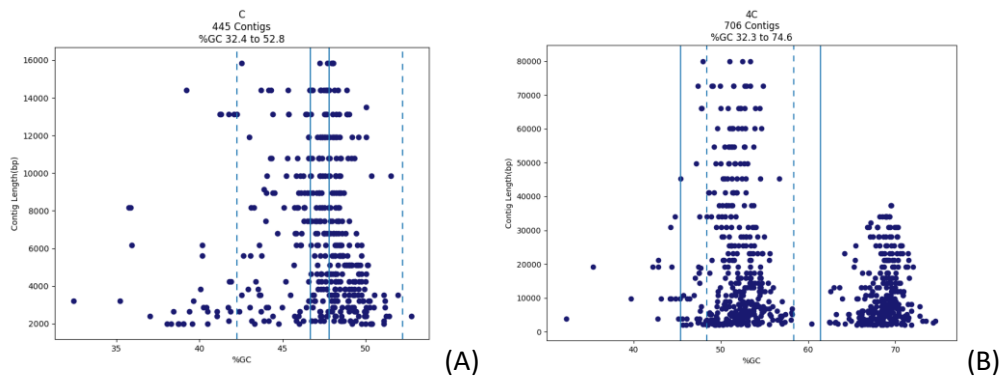 C
445 Contigs
%GC 32.4 to 52.8
16000
14000
12000
10000
8000
6000
4000
2000
Contig Length(bp)
35
40
45
50
%GC
(A)
4C
706 Contigs
%GC 32.3 to 74.6
80000
70000
60000
50000
40000
30000
20000
10000
0
Contig Length(bp)
40
50
60
70
%GC
(B)